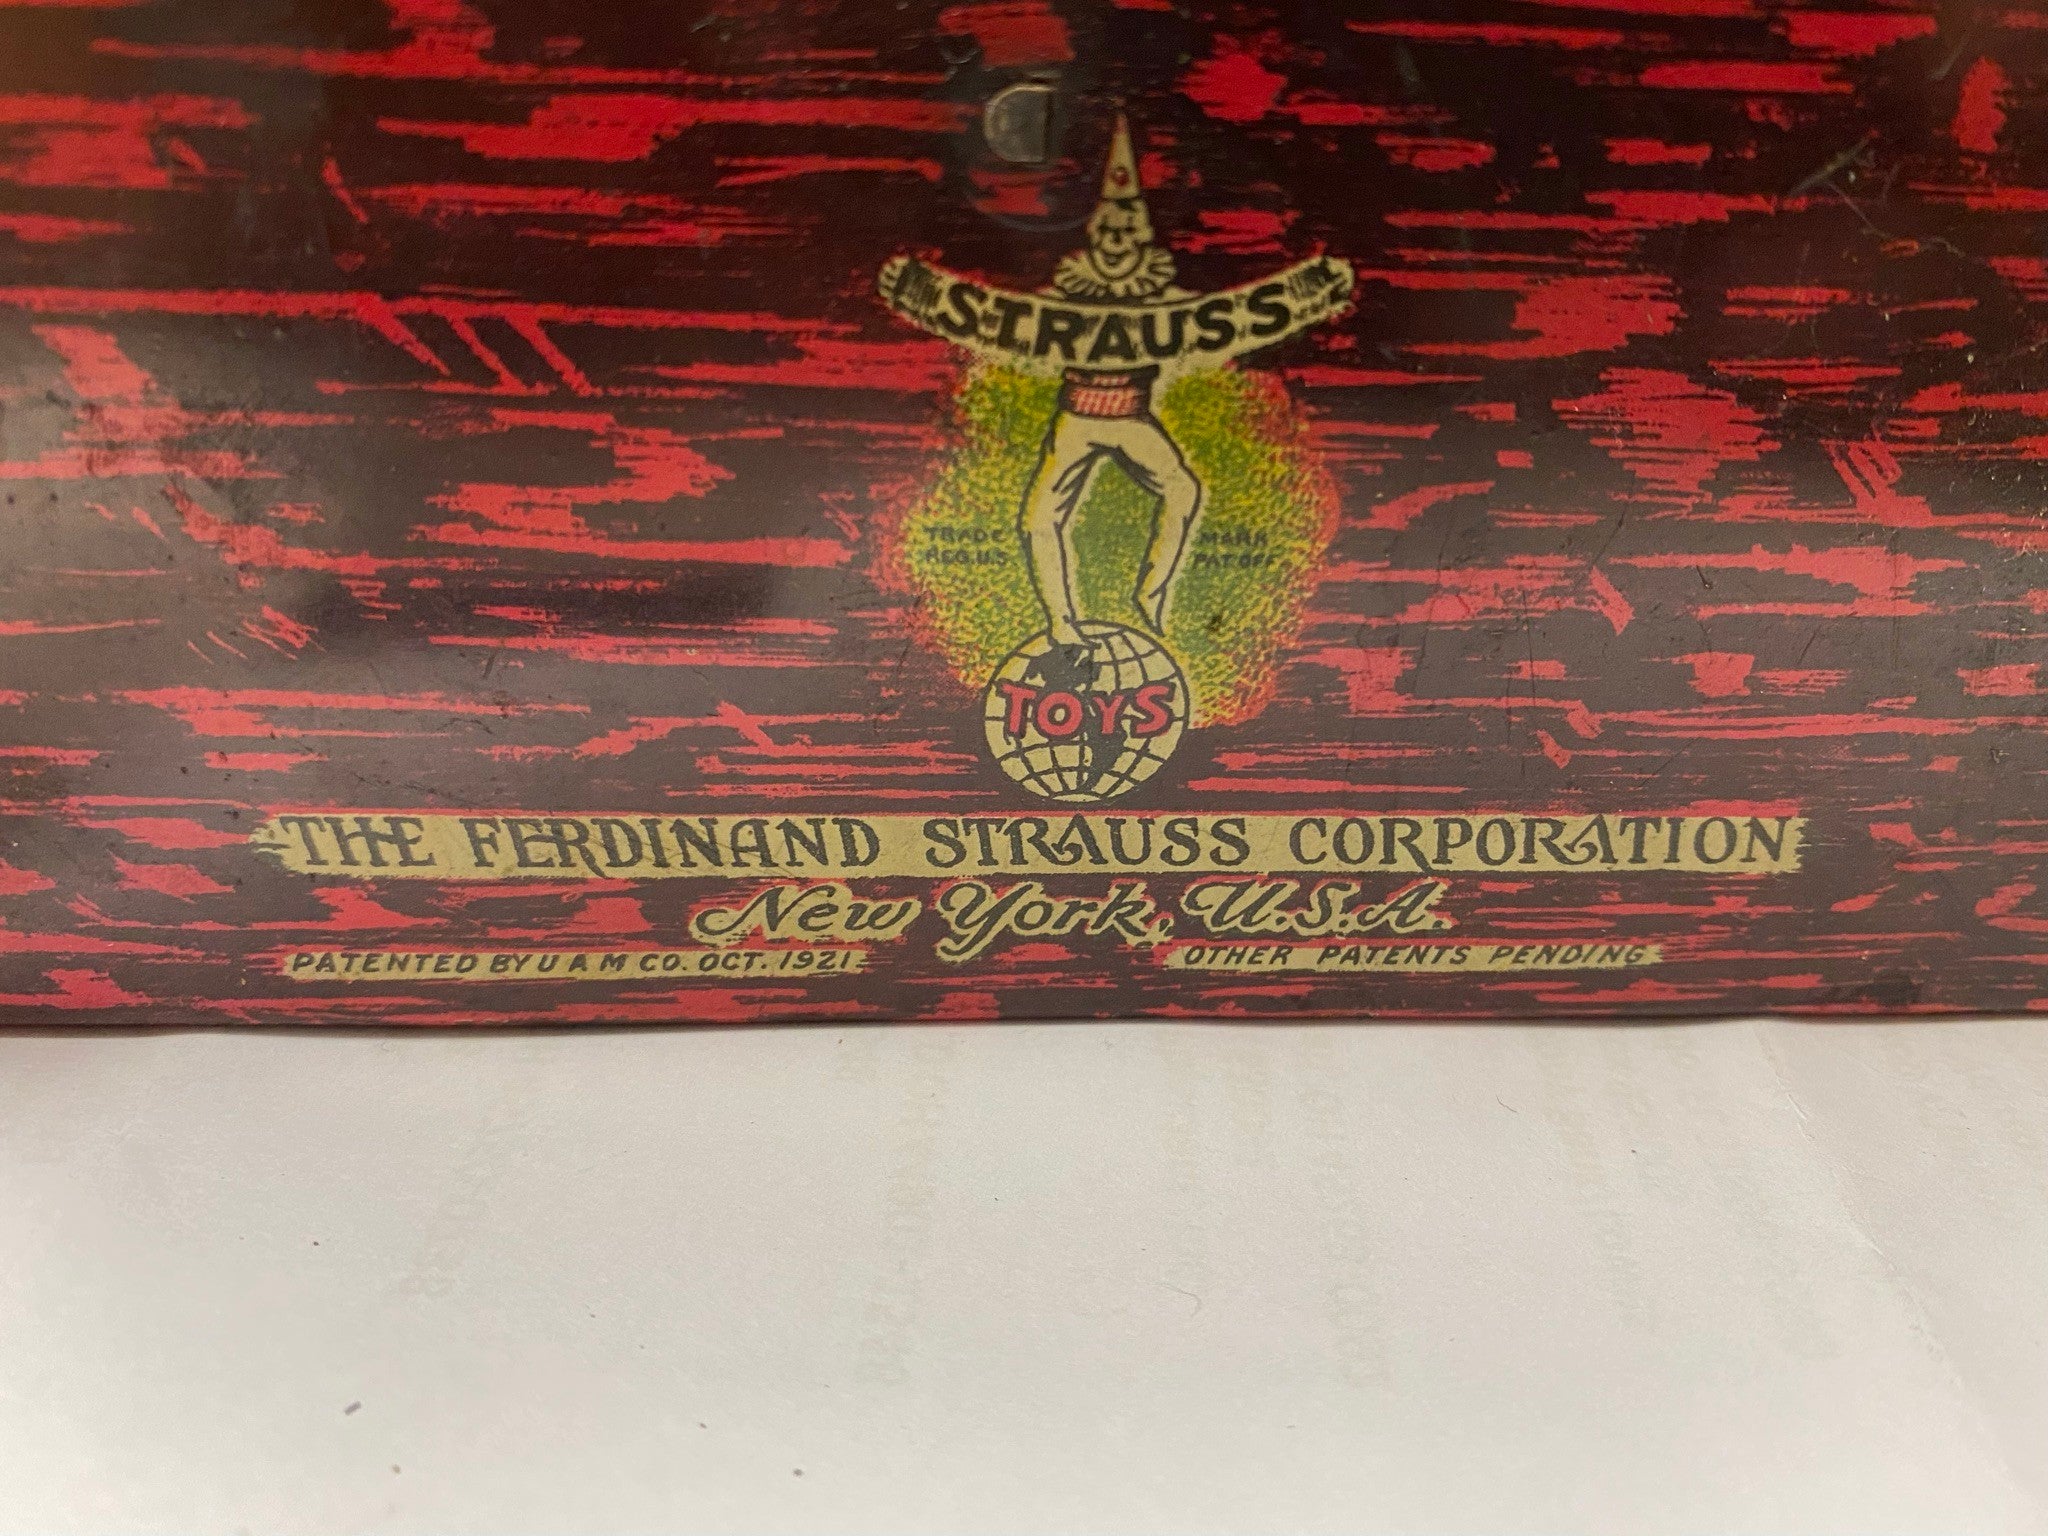 STRAUSS
TRADE MARK
REG. U.S. PAT OFF
TOYS
THE FERDINAND STRAUSS CORPORATION
New York, U.S.A.
PATENTED BY U A M CO. OCT. 1921. OTHER PATENTS PENDING